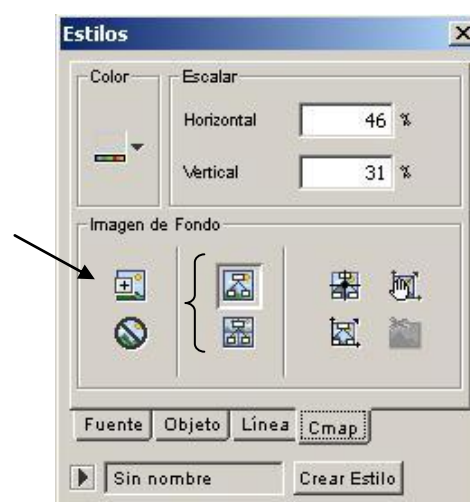 Estilos
Color
Escalar
Horizontal 46 %
Vertical 31 %
Imagen de Fondo
Fuente Objeto Línea Cmap
Sin nombre Crear Estilo